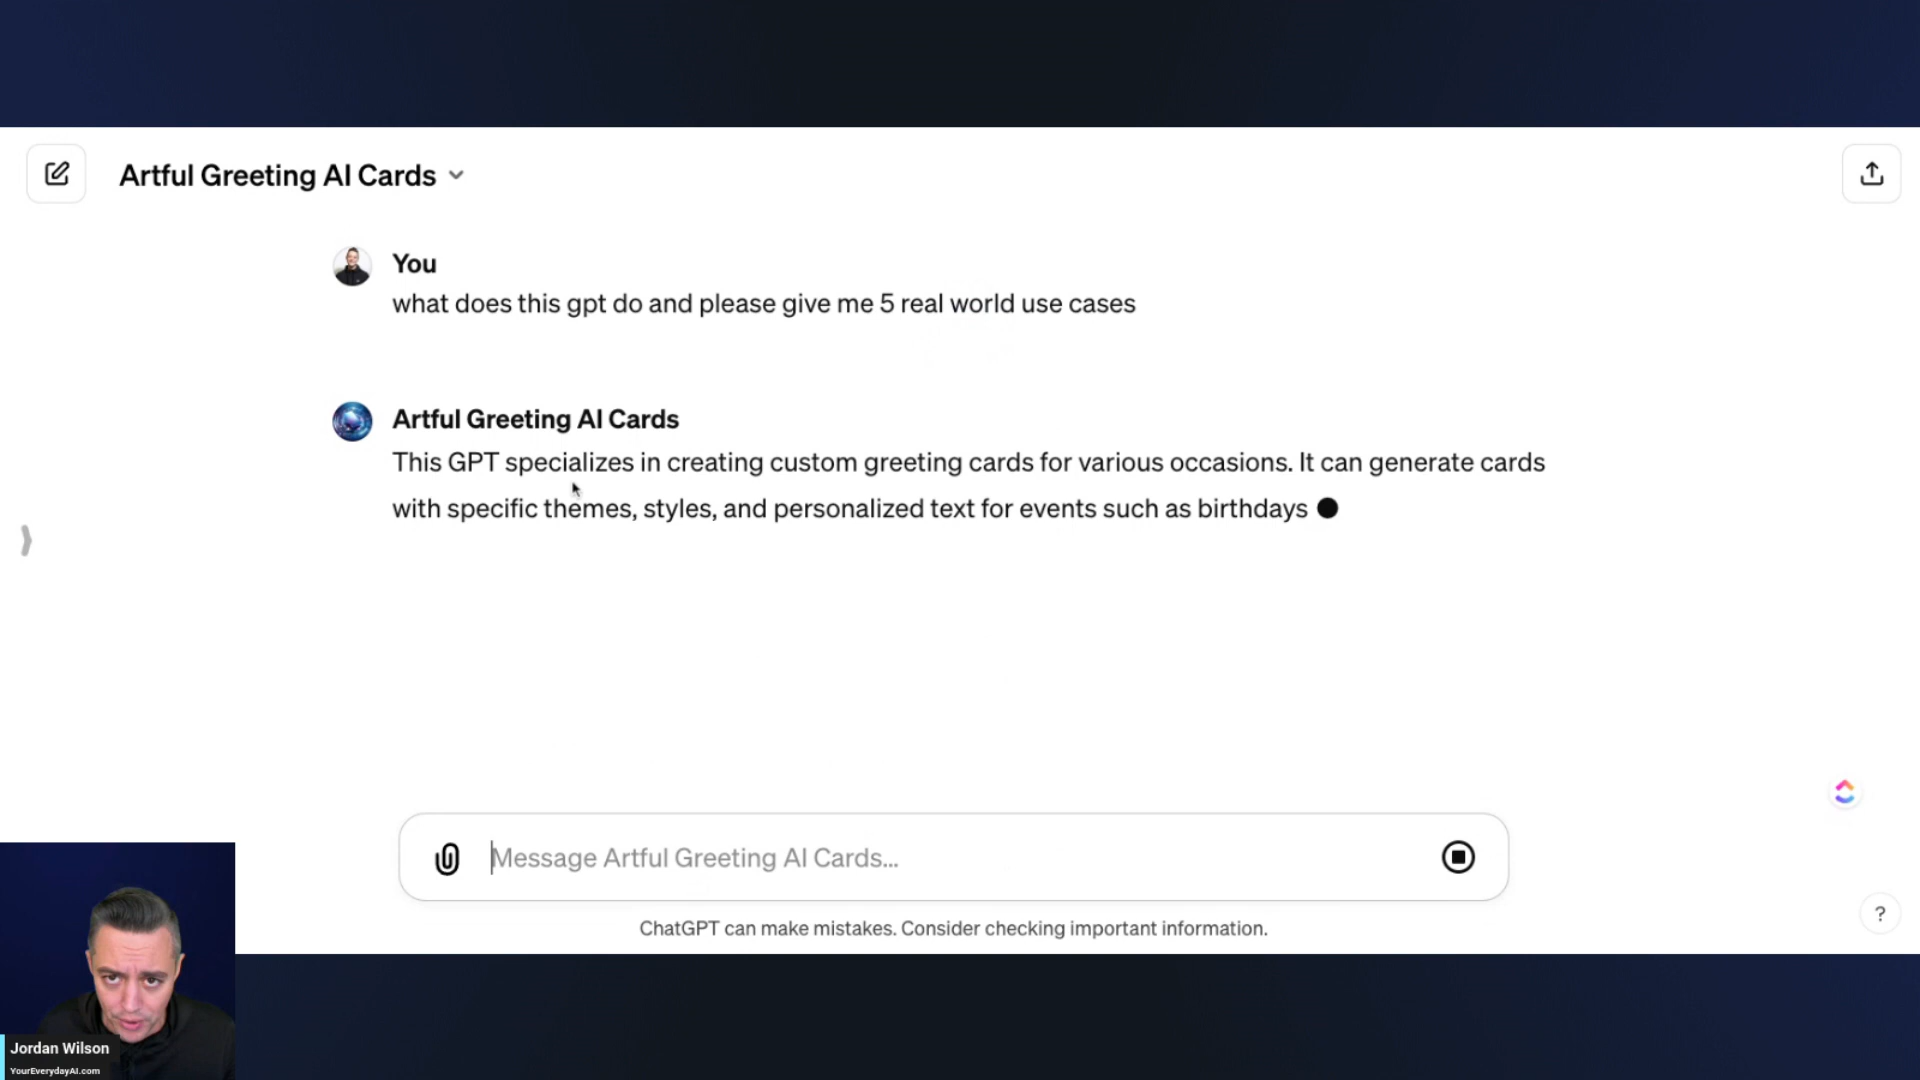 Artful Greeting AI Cards
You
what does this gpt do and please give me 5 real world use cases
Artful Greeting AI Cards
This GPT specializes in creating custom greeting cards for various occasions. It can generate cards
with specific themes, styles, and personalized text for events such as birthdays
Message Artful Greeting AI Cards...
ChatGPT can make mistakes. Consider checking important information.
?
Jordan Wilson
YourEverydayAI.com